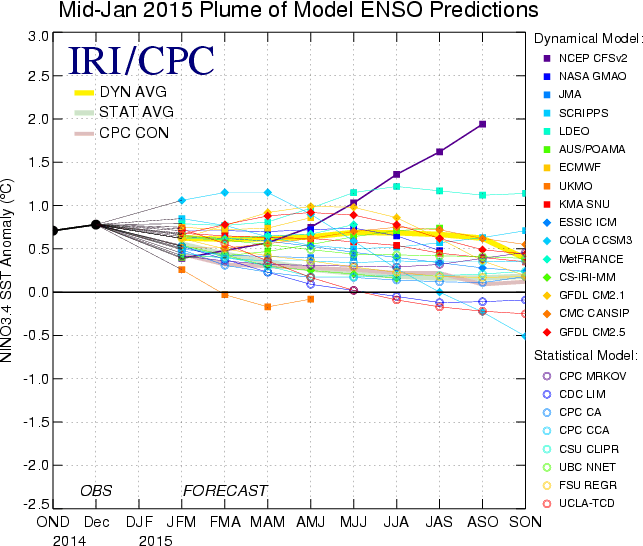 Mid-Jan 2015 Plume of Model ENSO Predictions
IRI/CPC
DYN AVG
STAT AVG
CPC CON
NINO3.4 SST Anomaly (ºC)
3.0
2.5
2.0
1.5
1.0
0.5
0.0
-0.5
-1.0
-1.5
-2.0
-2.5
OBS FORECAST
OND Dec DJF JFM FMA MAM AMJ MJJ JJA JAS ASO SON
2014 2015
Dynamical Model:
NCEP CFSv2
NASA GMAO
JMA
SCRIPPS
LDEO
AUS/POAMA
ECMWF
UKMO
KMA SNU
ESSIC ICM
COLA CCSM3
MetFRANCE
CS-IRI-MM
GFDL CM2.1
CMC CANSIP
GFDL CM2.5
Statistical Model:
CPC MRKOV
CDC LIM
CPC CA
CPC CCA
CSU CLIPR
UBC NNET
FSU REGR
UCLA-TCD